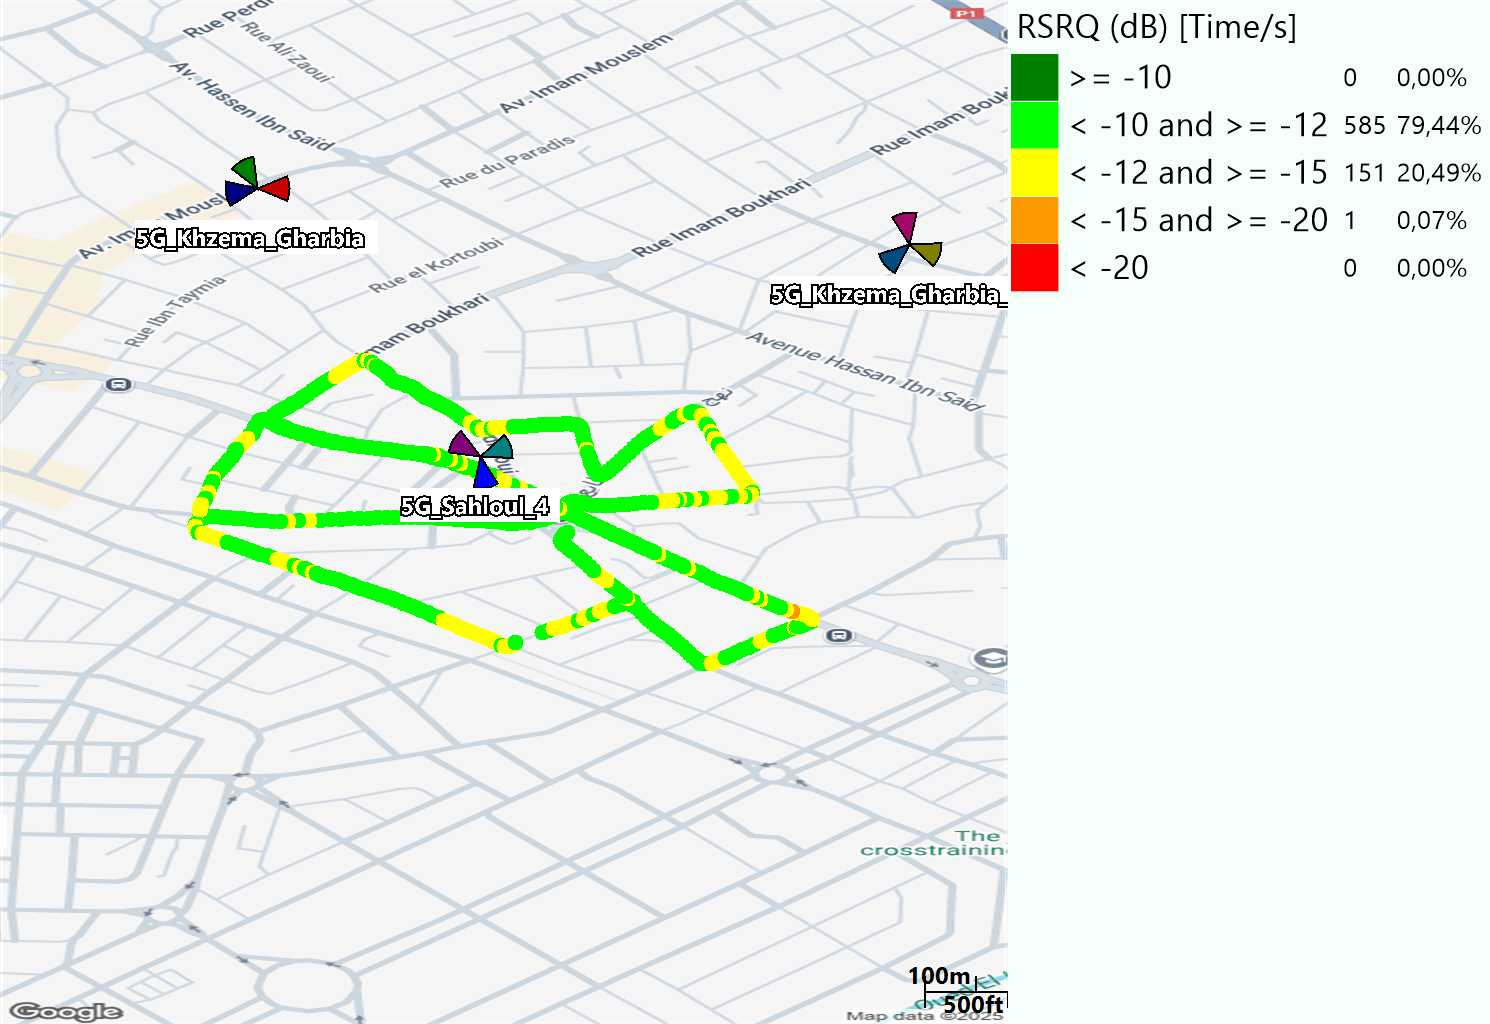 RSRQ (dB) [Time/s]
>= -10 0 0,00%
< -10 and >= -12 585 79,44%
< -12 and >= -15 151 20,49%
< -15 and >= -20 1 0,07%
< -20 0 0,00%
P1
Rue Ali Zaoui
Av. Hassen Ibn Saïd
Av. Imam Mouslem
Rue du Paradis
Rue Imam Bouk
5G_Khzema_Gharbia
Rue Imam Boukhari
Rue el Kortoubi
5G_Khzema_Gharbia_
Rue Ibn Taymia
Imam Boukhari
Avenue Hassan Ibn Said
نهج
5G_Sahloul_4
The
crosstrainin
100m
500ft
Google
Map data ©2025